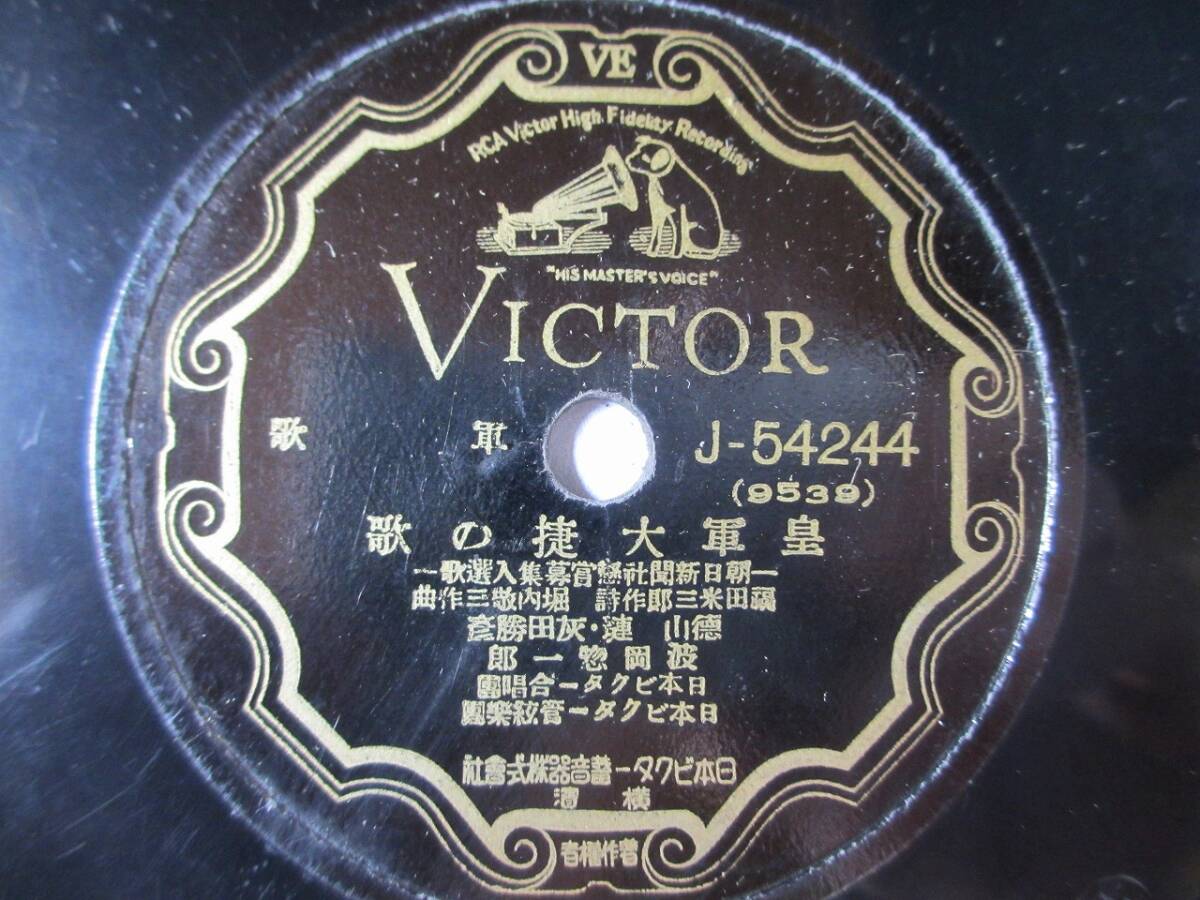 VE
RCA Victor High Fidelity Recording
"HIS MASTER'S VOICE"
VICTOR
軍歌
J-54244
(9539)
皇軍大捷の歌
―朝日新聞社懸賞募集入選歌―
福田米三郎作詩 堀内敬三作曲
德山 璉・灰田勝彥
波岡惣一郎
日本ビクター合唱團
日本ビクター管絃樂團
日本ビクター蓄音器株式會社
橫濱
著作權者